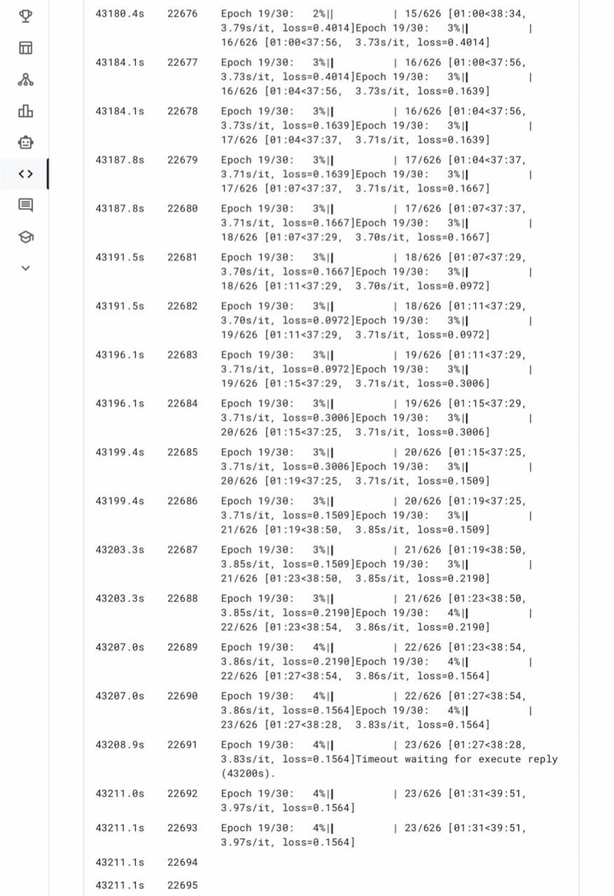 43180.4s 22676 Epoch 19/30:   2%|▎         | 15/626 [01:00<38:34,
3.79s/it, loss=0.4014]Epoch 19/30:   3%|▎         |
16/626 [01:00<37:56,  3.73s/it, loss=0.4014]
43184.1s 22677 Epoch 19/30:   3%|▎         | 16/626 [01:00<37:56,
3.73s/it, loss=0.4014]Epoch 19/30:   3%|▎         |
16/626 [01:04<37:56,  3.73s/it, loss=0.1639]
43184.1s 22678 Epoch 19/30:   3%|▎         | 16/626 [01:04<37:56,
3.73s/it, loss=0.1639]Epoch 19/30:   3%|▎         |
17/626 [01:04<37:37,  3.71s/it, loss=0.1639]
43187.8s 22679 Epoch 19/30:   3%|▎         | 17/626 [01:04<37:37,
3.71s/it, loss=0.1639]Epoch 19/30:   3%|▎         |
17/626 [01:07<37:37,  3.71s/it, loss=0.1667]
43187.8s 22680 Epoch 19/30:   3%|▎         | 17/626 [01:07<37:37,
3.71s/it, loss=0.1667]Epoch 19/30:   3%|▎         |
18/626 [01:07<37:29,  3.70s/it, loss=0.1667]
43191.5s 22681 Epoch 19/30:   3%|▎         | 18/626 [01:07<37:29,
3.70s/it, loss=0.1667]Epoch 19/30:   3%|▎         |
18/626 [01:11<37:29,  3.70s/it, loss=0.0972]
43191.5s 22682 Epoch 19/30:   3%|▎         | 18/626 [01:11<37:29,
3.70s/it, loss=0.0972]Epoch 19/30:   3%|▎         |
19/626 [01:11<37:29,  3.71s/it, loss=0.0972]
43196.1s 22683 Epoch 19/30:   3%|▎         | 19/626 [01:11<37:29,
3.71s/it, loss=0.0972]Epoch 19/30:   3%|▎         |
19/626 [01:15<37:29,  3.71s/it, loss=0.3006]
43196.1s 22684 Epoch 19/30:   3%|▎         | 19/626 [01:15<37:29,
3.71s/it, loss=0.3006]Epoch 19/30:   3%|▎         |
20/626 [01:15<37:25,  3.71s/it, loss=0.3006]
43199.4s 22685 Epoch 19/30:   3%|▎         | 20/626 [01:15<37:25,
3.71s/it, loss=0.3006]Epoch 19/30:   3%|▎         |
20/626 [01:19<37:25,  3.71s/it, loss=0.1509]
43199.4s 22686 Epoch 19/30:   3%|▎         | 20/626 [01:19<37:25,
3.71s/it, loss=0.1509]Epoch 19/30:   3%|▎         |
21/626 [01:19<38:50,  3.85s/it, loss=0.1509]
43203.3s 22687 Epoch 19/30:   3%|▎         | 21/626 [01:19<38:50,
3.85s/it, loss=0.1509]Epoch 19/30:   3%|▎         |
21/626 [01:23<38:50,  3.85s/it, loss=0.2190]
43203.3s 22688 Epoch 19/30:   3%|▎         | 21/626 [01:23<38:50,
3.85s/it, loss=0.2190]Epoch 19/30:   4%|▎         |
22/626 [01:23<38:54,  3.86s/it, loss=0.2190]
43207.0s 22689 Epoch 19/30:   4%|▎         | 22/626 [01:23<38:54,
3.86s/it, loss=0.2190]Epoch 19/30:   4%|▎         |
22/626 [01:27<38:54,  3.86s/it, loss=0.1564]
43207.0s 22690 Epoch 19/30:   4%|▎         | 22/626 [01:27<38:54,
3.86s/it, loss=0.1564]Epoch 19/30:   4%|▎         |
23/626 [01:27<38:28,  3.83s/it, loss=0.1564]
43208.9s 22691 Epoch 19/30:   4%|▎         | 23/626 [01:27<38:28,
3.83s/it, loss=0.1564]Timeout waiting for execute reply
(43200s).
43211.0s 22692 Epoch 19/30:   4%|▎         | 23/626 [01:31<39:51,
3.97s/it, loss=0.1564]
43211.1s 22693 Epoch 19/30:   4%|▎         | 23/626 [01:31<39:51,
3.97s/it, loss=0.1564]
43211.1s 22694
43211.1s 22695